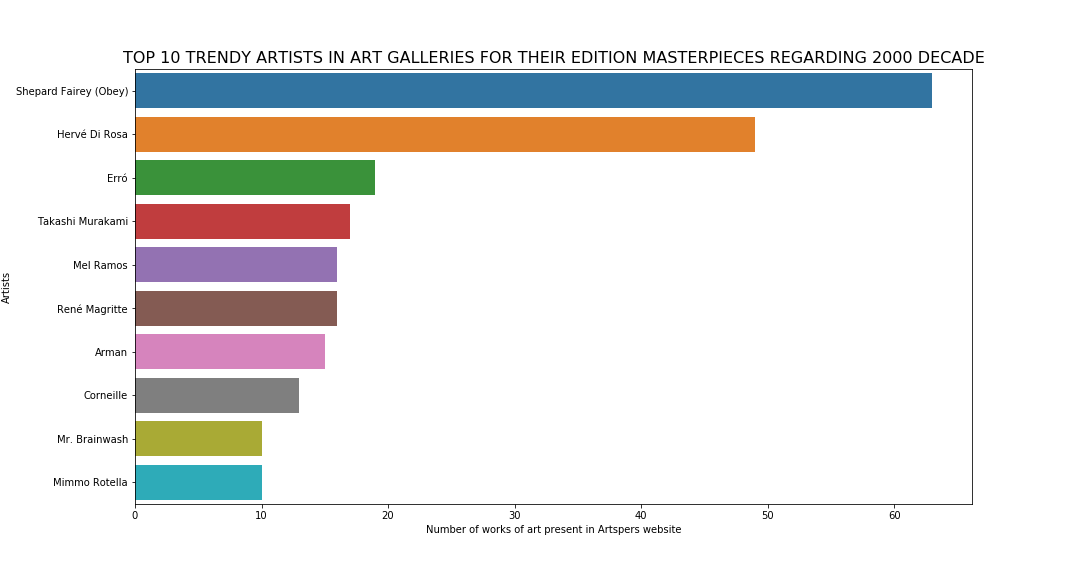 TOP 10 TRENDY ARTISTS IN ART GALLERIES FOR THEIR EDITION MASTERPIECES REGARDING 2000 DECADE
Artists
Shepard Fairey (Obey)
Hervé Di Rosa
Erró
Takashi Murakami
Mel Ramos
René Magritte
Arman
Corneille
Mr. Brainwash
Mimmo Rotella
0 10 20 30 40 50 60
Number of works of art present in Artspers website